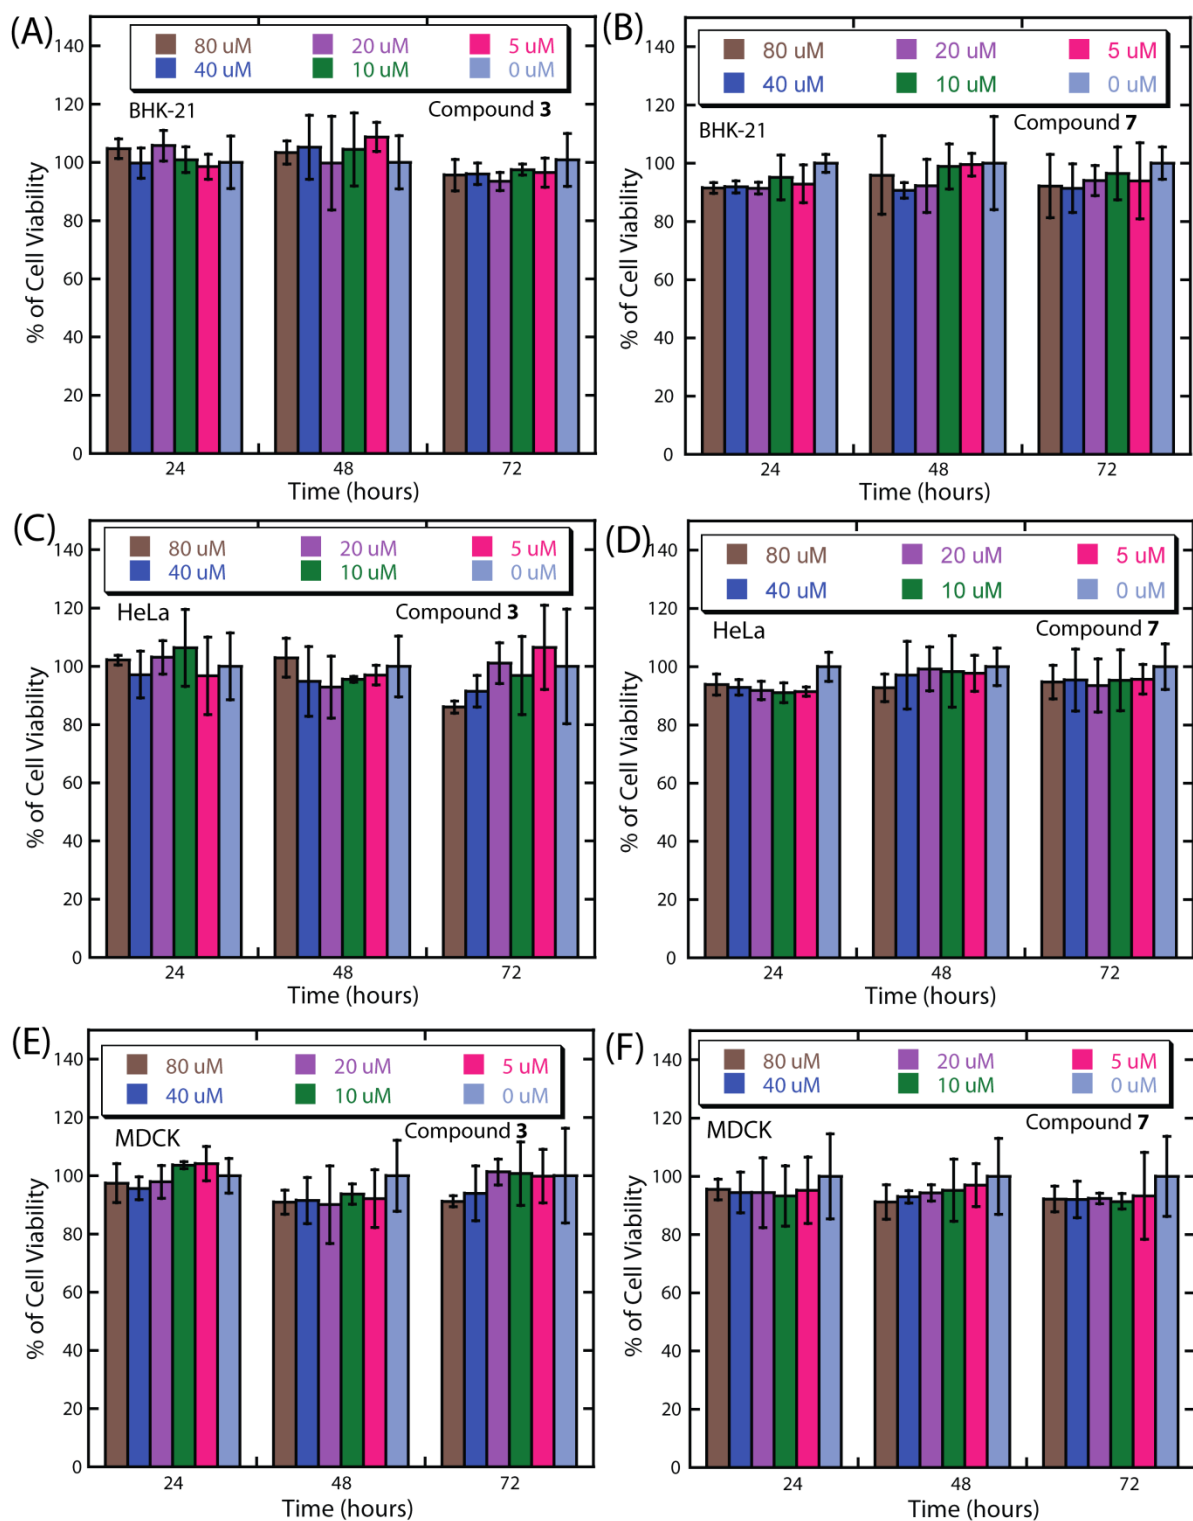 (A)
140
120
100
80
60
40
20
0
% of Cell Viability
80 uM 20 uM 5 uM
40 uM 10 uM 0 uM
BHK-21 Compound 3
24 48 72
Time (hours)
(B)
140
120
100
80
60
40
20
0
% of Cell Viability
80 uM 20 uM 5 uM
40 uM 10 uM 0 uM
BHK-21 Compound 7
24 48 72
Time (hours)
(C)
140
120
100
80
60
40
20
0
% of Cell Viability
80 uM 20 uM 5 uM
40 uM 10 uM 0 uM
HeLa Compound 3
24 48 72
Time (hours)
(D)
140
120
100
80
60
40
20
0
% of Cell Viability
80 uM 20 uM 5 uM
40 uM 10 uM 0 uM
HeLa Compound 7
24 48 72
Time (hours)
(E)
140
120
100
80
60
40
20
0
% of Cell Viability
80 uM 20 uM 5 uM
40 uM 10 uM 0 uM
MDCK Compound 3
24 48 72
Time (hours)
(F)
140
120
100
80
60
40
20
0
% of Cell Viability
80 uM 20 uM 5 uM
40 uM 10 uM 0 uM
MDCK Compound 7
24 48 72
Time (hours)